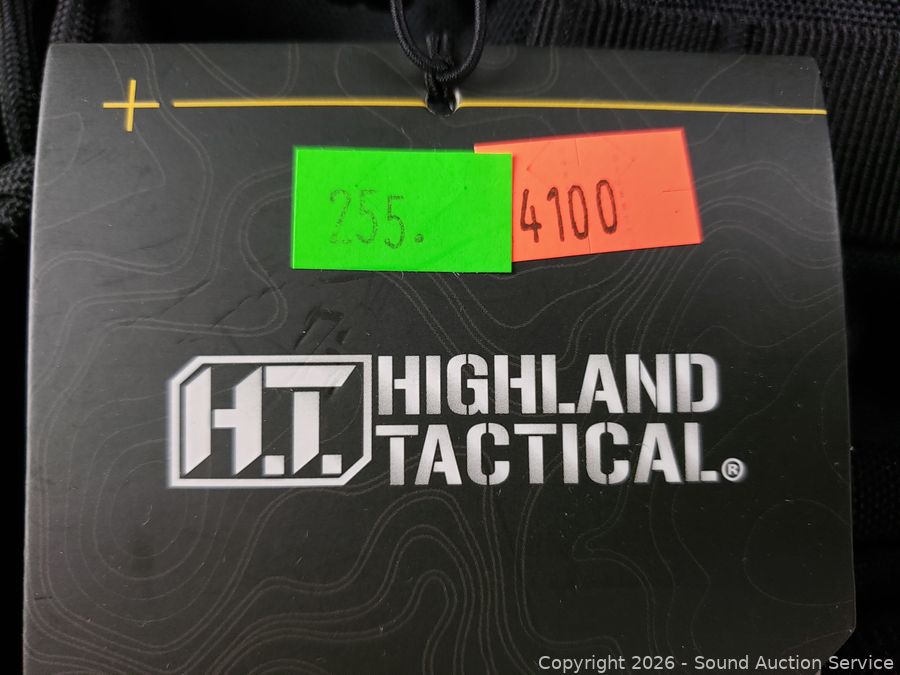 255. 4100
H.T. HIGHLAND
TACTICAL®
Copyright 2026 - Sound Auction Service